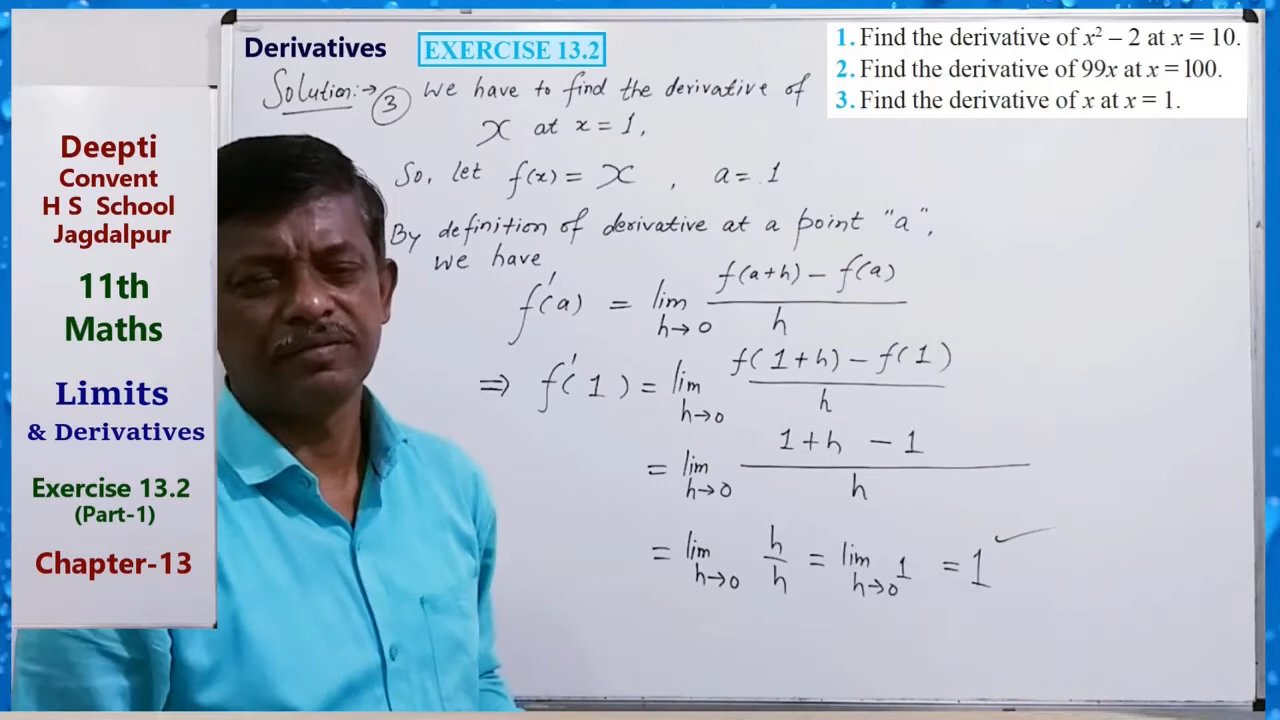 Derivatives EXERCISE 13.2
1. Find the derivative of x² – 2 at x = 10.
2. Find the derivative of 99x at x = 100.
3. Find the derivative of x at x = 1.
Deepti
Convent
H S School
Jagdalpur
11th
Maths
Limits
& Derivatives
Exercise 13.2
(Part-1)
Chapter-13
Solution:→ ③ We have to find the derivative of
x at x = 1,
So, let f(x) = x , a = 1
By definition of derivative at a point "a",
we have
f'(a) = lim h→0 f(a+h) – f(a) / h
⇒ f'(1) = lim h→0 f(1+h) – f(1) / h
= lim h→0 1+h – 1 / h
= lim h→0 h/h = lim h→0 1 = 1 ✓